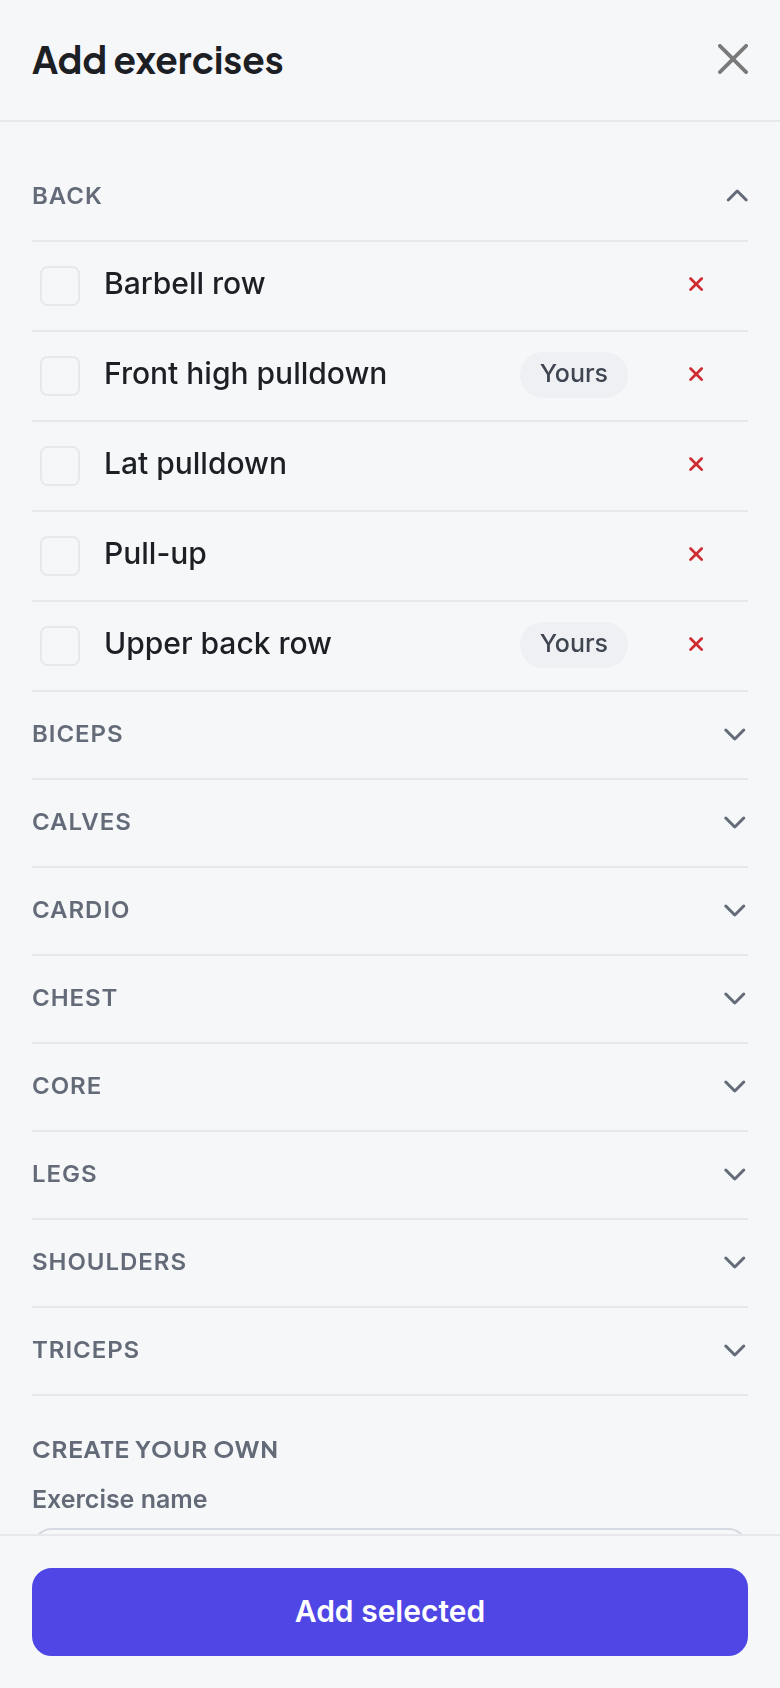 Add exercises
BACK
Barbell row
Front high pulldown Yours
Lat pulldown
Pull-up
Upper back row Yours
BICEPS
CALVES
CARDIO
CHEST
CORE
LEGS
SHOULDERS
TRICEPS
CREATE YOUR OWN
Exercise name
Add selected